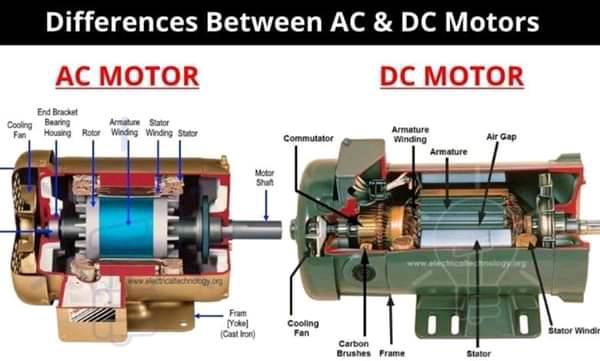 Differences Between AC & DC Motors
AC MOTOR
DC MOTOR
End Bracket
Bearing
Housing
Cooling
Fan
Rotor
Armature
Winding
Stator
Winding
Stator
Motor
Shaft
www.electricaltechnology.org
Fram
[Yoke]
(Cast Iron)
Commutator
Armature
Winding
Armature
Air Gap
www.electricaltechnology.org
Cooling
Fan
Carbon
Brushes
Frame
Stator